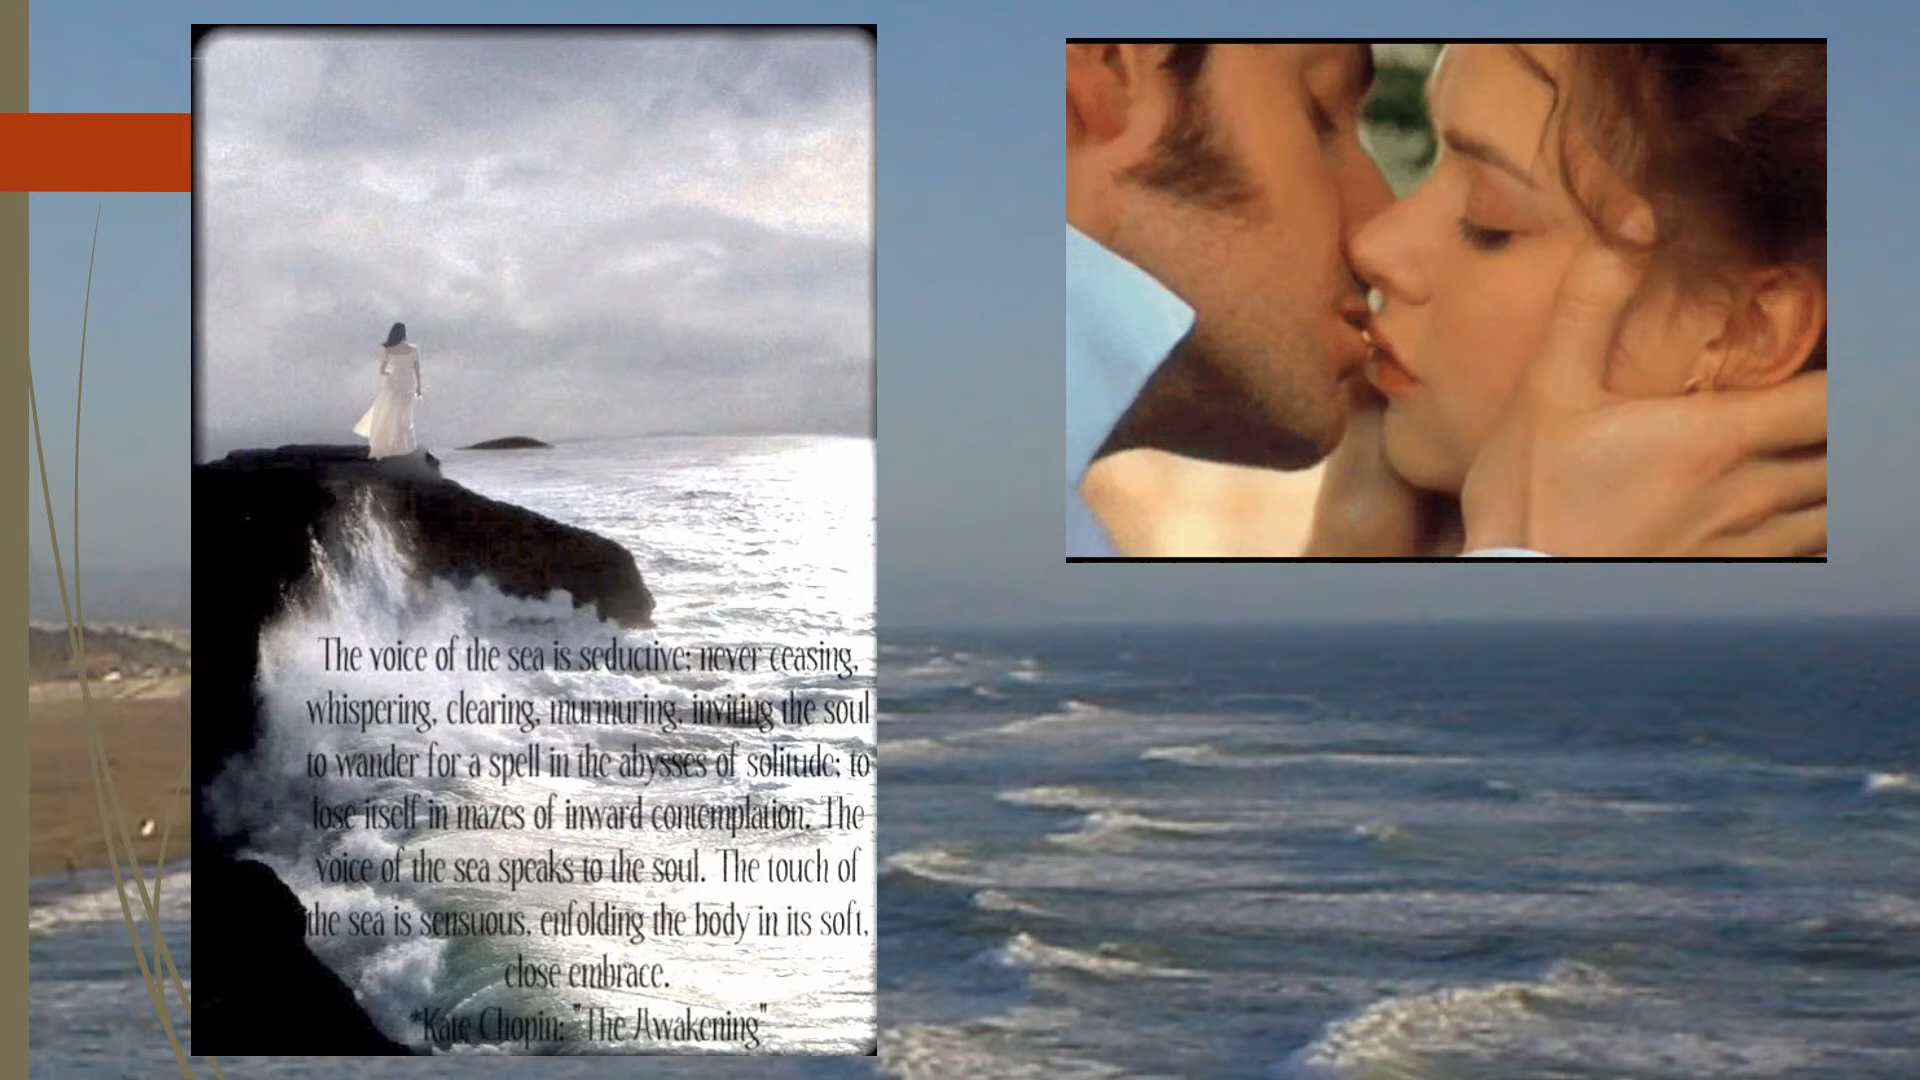 The voice of the sea is seductive; never ceasing,
whispering, clearing, murmuring, inviting the soul
to wander for a spell in the abysses of solitude; to
lose itself in mazes of inward contemplation. The
voice of the sea speaks to the soul. The touch of
the sea is sensuous, enfolding the body in its soft,
close embrace.
*Kate Chopin: "The Awakening"